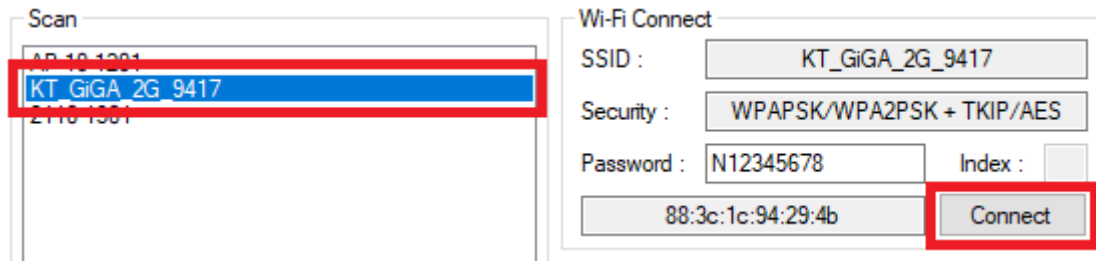 Scan
KT_GiGA_2G_9417
Wi-Fi Connect
SSID :
KT_GiGA_2G_9417
Security :
WPAPSK/WPA2PSK + TKIP/AES
Password :
N12345678
Index :
88:3c:1c:94:29:4b
Connect